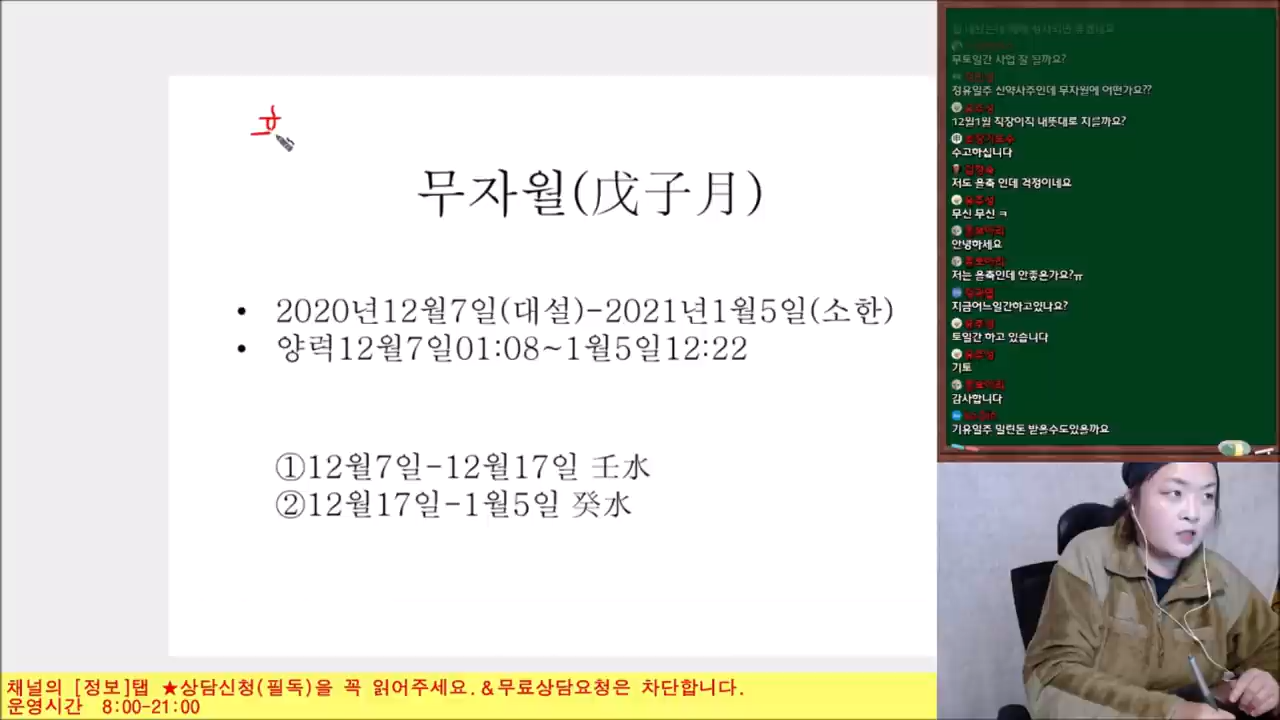 무자월(戊子月)
• 2020년12월7일(대설)-2021년1월5일(소한)
• 양력12월7일01:08~1월5일12:22
①12월7일-12월17일 壬水
②12월17일-1월5일 癸水
무토일간 사업 잘 될까요?
정유일주 신약사주인데 무자월에 어떤가요??
12월1일 직장이직 내뜻대로 지를까요?
수고하십니다
저도 을축 인데 걱정이네요
무신 무신 ㅋ
안녕하세요
저는 을축인데 안좋은가요?ㅠ
지금어느일간하고있나요?
토일간 하고 있습니다
기토
감사합니다
기유일주 밀린돈 받을수도있을까요
채널의 [정보]탭 ★상담신청(필독)을 꼭 읽어주세요.&무료상담요청은 차단합니다.
운영시간 8:00-21:00